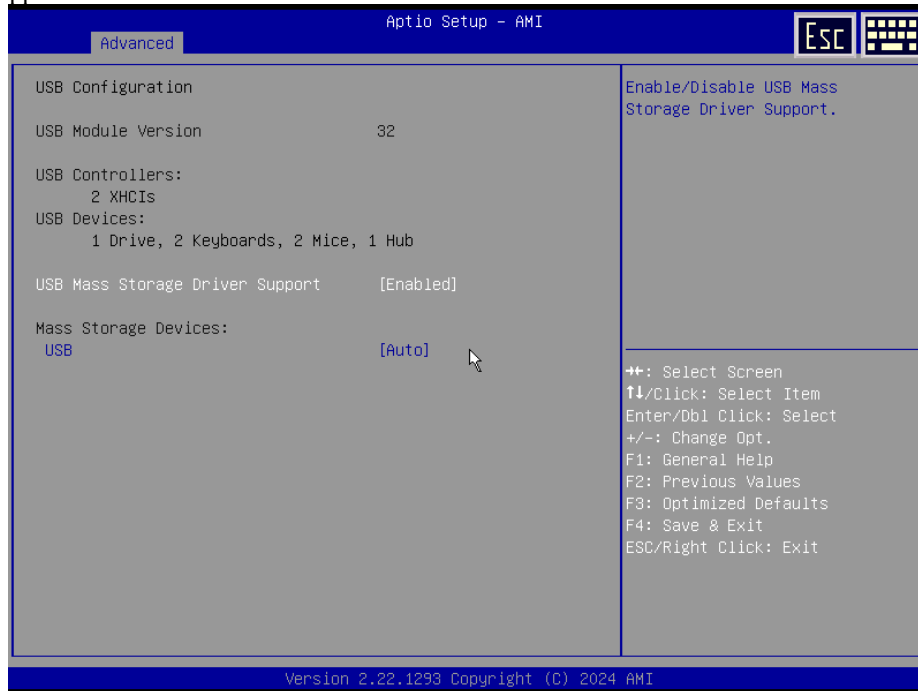 Aptio Setup - AMI
Advanced
Esc
USB Configuration
USB Module Version 32
USB Controllers:
2 XHCIs
USB Devices:
1 Drive, 2 Keyboards, 2 Mice, 1 Hub
USB Mass Storage Driver Support [Enabled]
Mass Storage Devices:
USB [Auto]
Enable/Disable USB Mass
Storage Driver Support.
→←: Select Screen
↑↓/Click: Select Item
Enter/Dbl Click: Select
+/-: Change Opt.
F1: General Help
F2: Previous Values
F3: Optimized Defaults
F4: Save & Exit
ESC/Right Click: Exit
Version 2.22.1293 Copyright (C) 2024 AMI